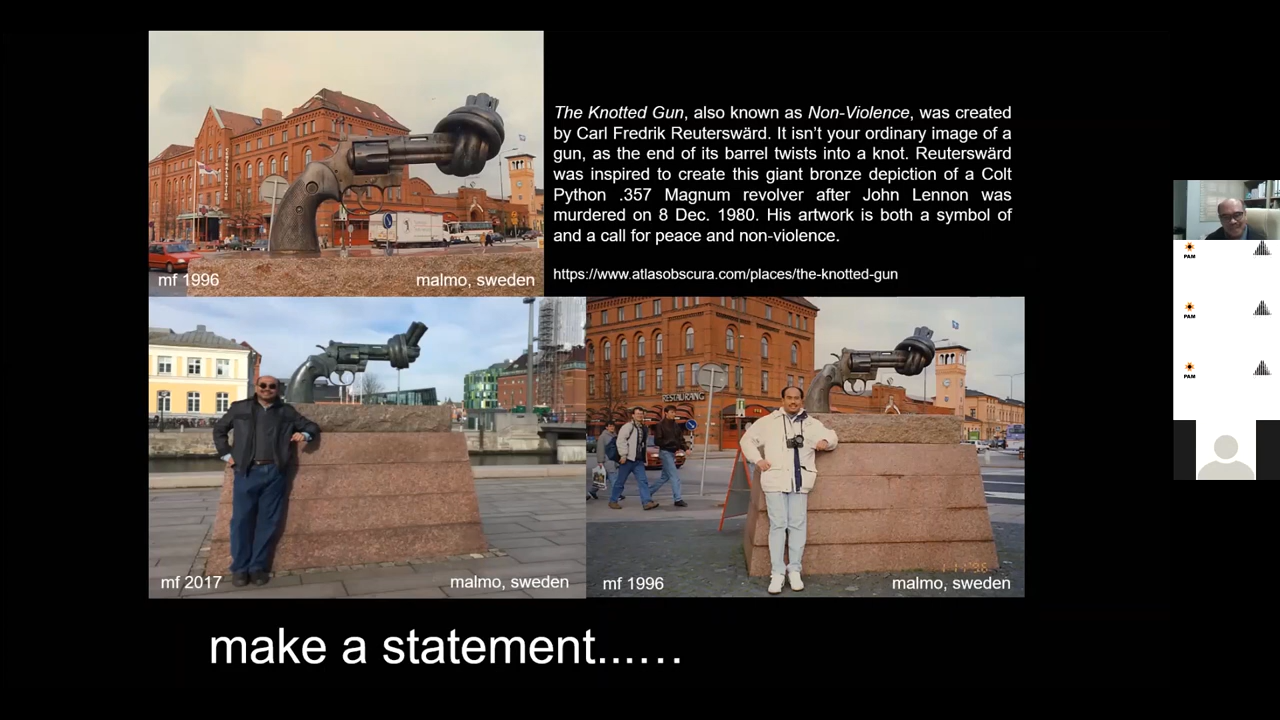 The Knotted Gun, also known as Non-Violence, was created
by Carl Fredrik Reuterswärd. It isn't your ordinary image of a
gun, as the end of its barrel twists into a knot. Reuterswärd
was inspired to create this giant bronze depiction of a Colt
Python .357 Magnum revolver after John Lennon was
murdered on 8 Dec. 1980. His artwork is both a symbol of
and a call for peace and non-violence.
https://www.atlasobscura.com/places/the-knotted-gun
mf 1996
malmo, sweden
RESTAURANG
mf 2017
malmo, sweden
mf 1996
malmo, sweden
make a statement...…
PAM
PAM
PAM